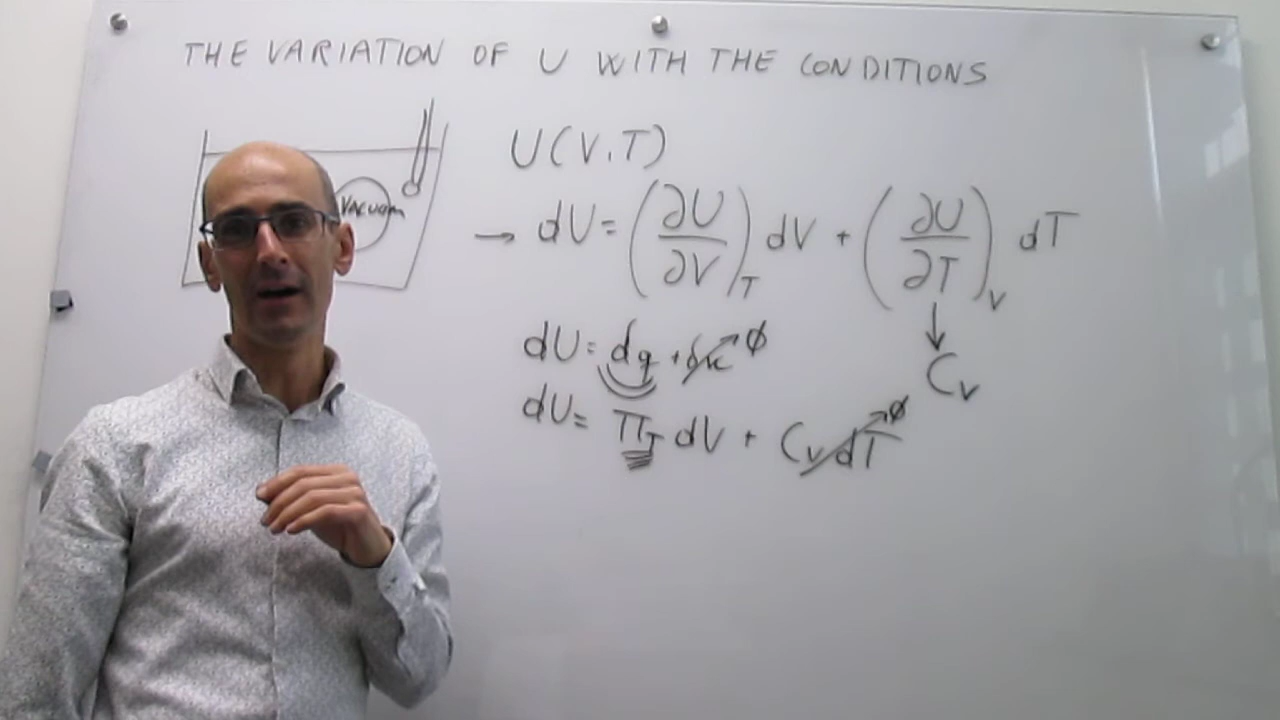 THE VARIATION OF U WITH THE CONDITIONS
VACUUM
U(V,T)
→ dU = (∂U/∂V)_T dV + (∂U/∂T)_V dT
↓
C_V
dU = dq + dw ↗ ∅
dU = π_T dV + C_V dT ↗ ∅